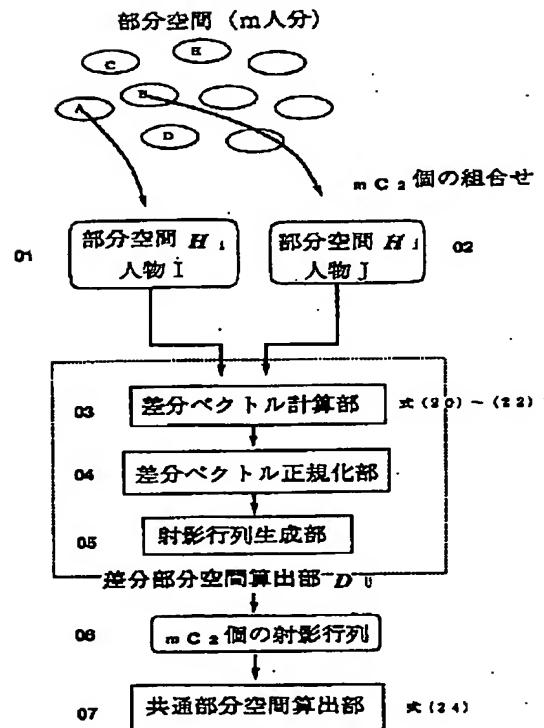 部分空間（m人分）
C
H
A
B
D
mC₂個の組合せ
01
部分空間 H i
人物 I
部分空間 H j
人物 J
02
03
差分ベクトル計算部
式(20)～(22)
04
差分ベクトル正規化部
05
射影行列生成部
差分部分空間算出部 D ij
06
mC₂個の射影行列
07
共通部分空間算出部
式(24)